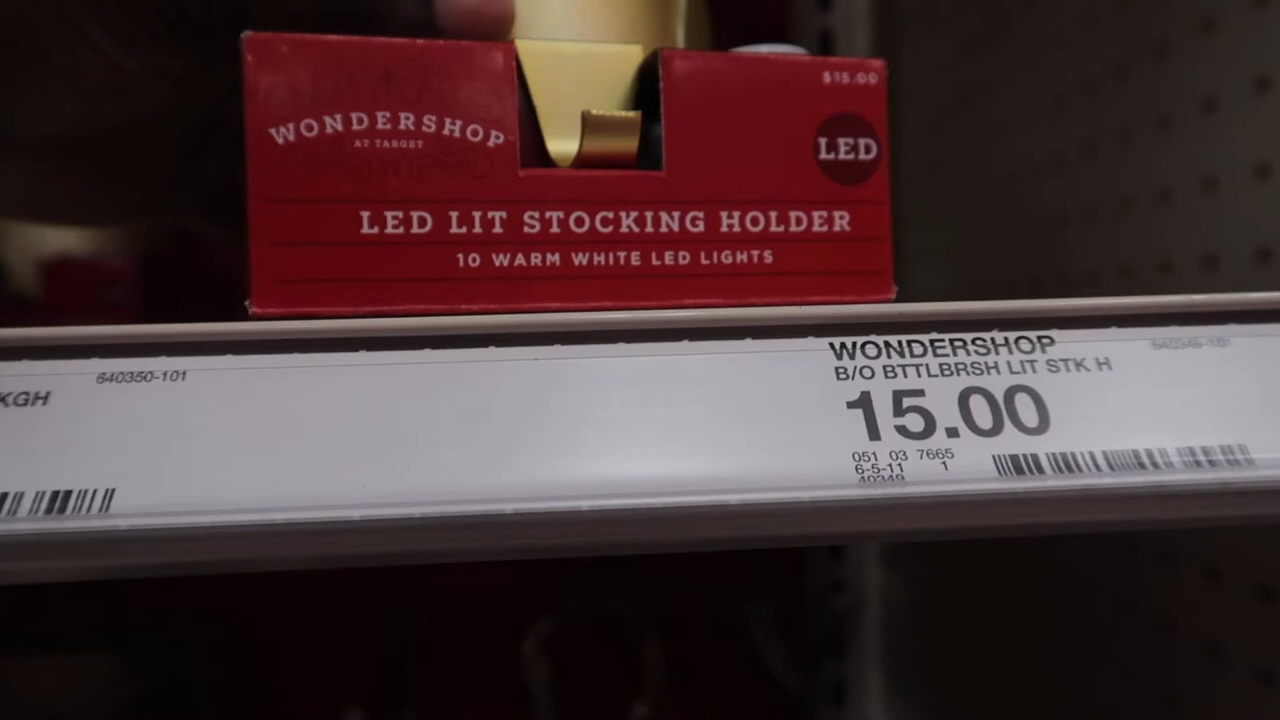 $15.00
WONDERSHOP
AT TARGET
LED
LED LIT STOCKING HOLDER
10 WARM WHITE LED LIGHTS
640350-101
KGH
WONDERSHOP
B/O BTTLBRSH LIT STK H
15.00
051 03 7665
6-5-11 1
40349